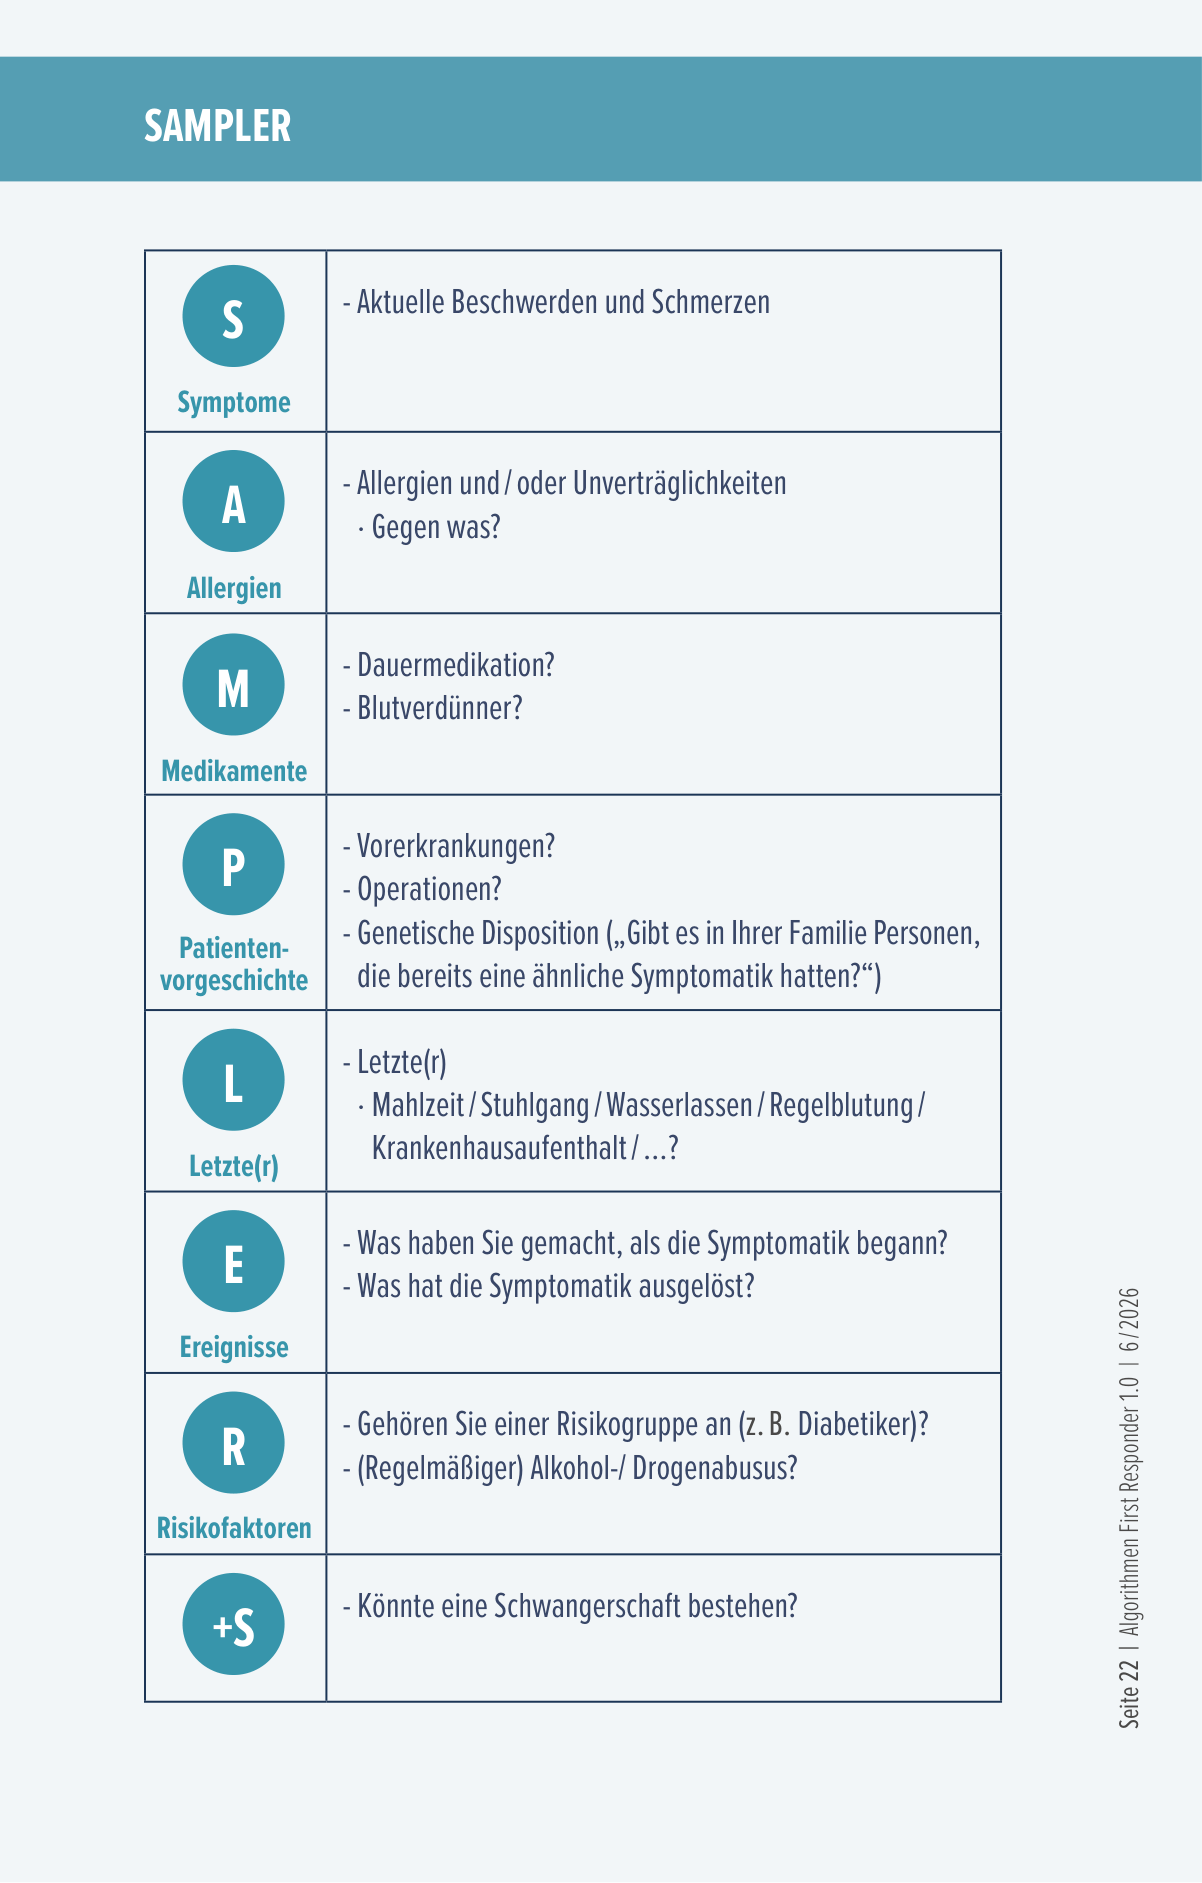 SAMPLER
S
Symptome
- Aktuelle Beschwerden und Schmerzen
A
Allergien
- Allergien und / oder Unverträglichkeiten
· Gegen was?
M
Medikamente
- Dauermedikation?
- Blutverdünner?
P
Patienten-
vorgeschichte
- Vorerkrankungen?
- Operationen?
- Genetische Disposition („Gibt es in Ihrer Familie Personen,
die bereits eine ähnliche Symptomatik hatten?“)
L
Letzte(r)
- Letzte(r)
· Mahlzeit / Stuhlgang / Wasserlassen / Regelblutung /
Krankenhausaufenthalt / …?
E
Ereignisse
- Was haben Sie gemacht, als die Symptomatik begann?
- Was hat die Symptomatik ausgelöst?
R
Risikofaktoren
- Gehören Sie einer Risikogruppe an (z. B. Diabetiker)?
- (Regelmäßiger) Alkohol-/ Drogenabusus?
+S
- Könnte eine Schwangerschaft bestehen?
Seite 22 | Algorithmen First Responder 1.0 | 6 / 2026